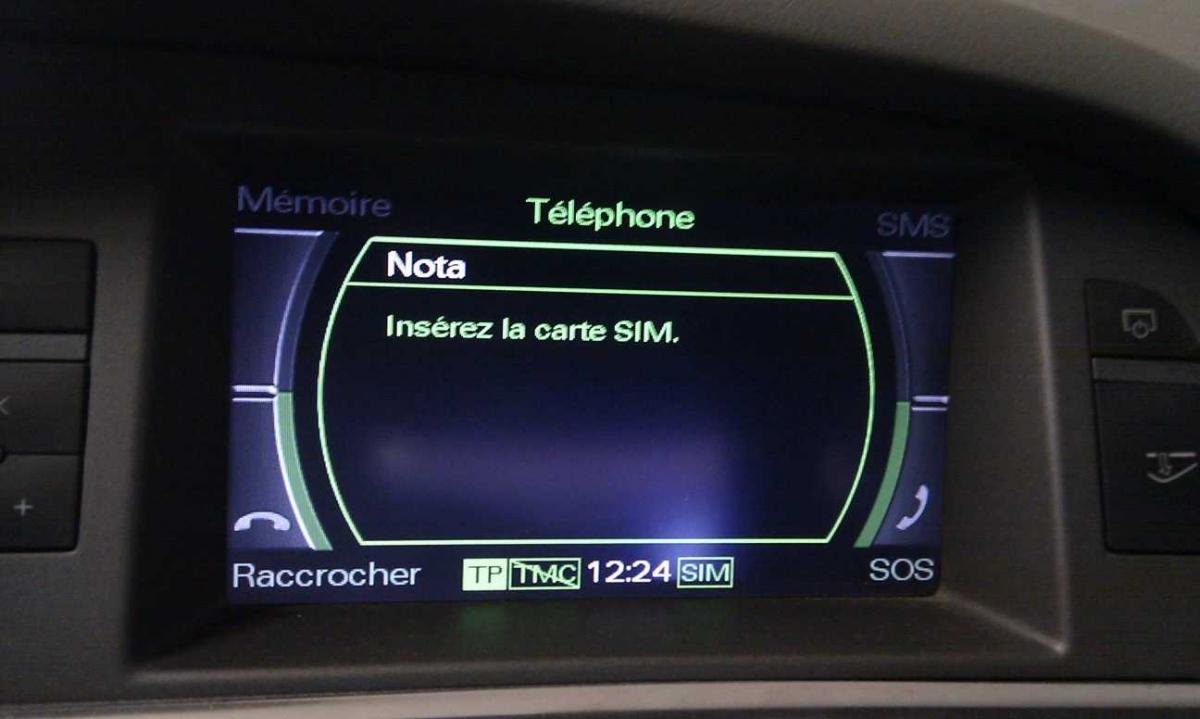 Mémoire
Téléphone
SMS
Nota
Insérez la carte SIM.
Raccrocher
TP TMC 12:24 SIM
SOS